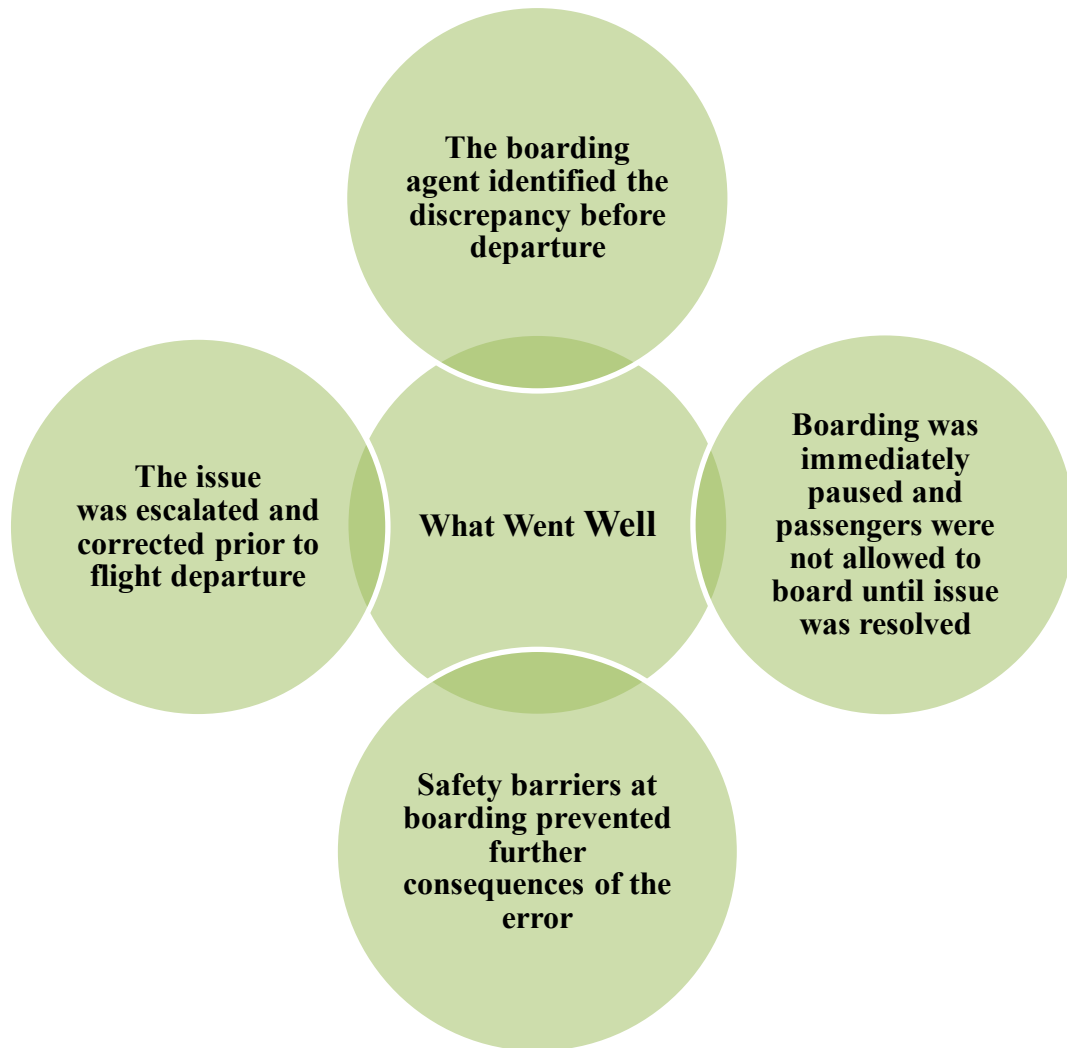 The boarding
agent identified the
discrepancy before
departure
The issue
was escalated and
corrected prior to
flight departure
What Went Well
Boarding was
immediately
paused and
passengers were
not allowed to
board until issue
was resolved
Safety barriers at
boarding prevented
further
consequences of the
error